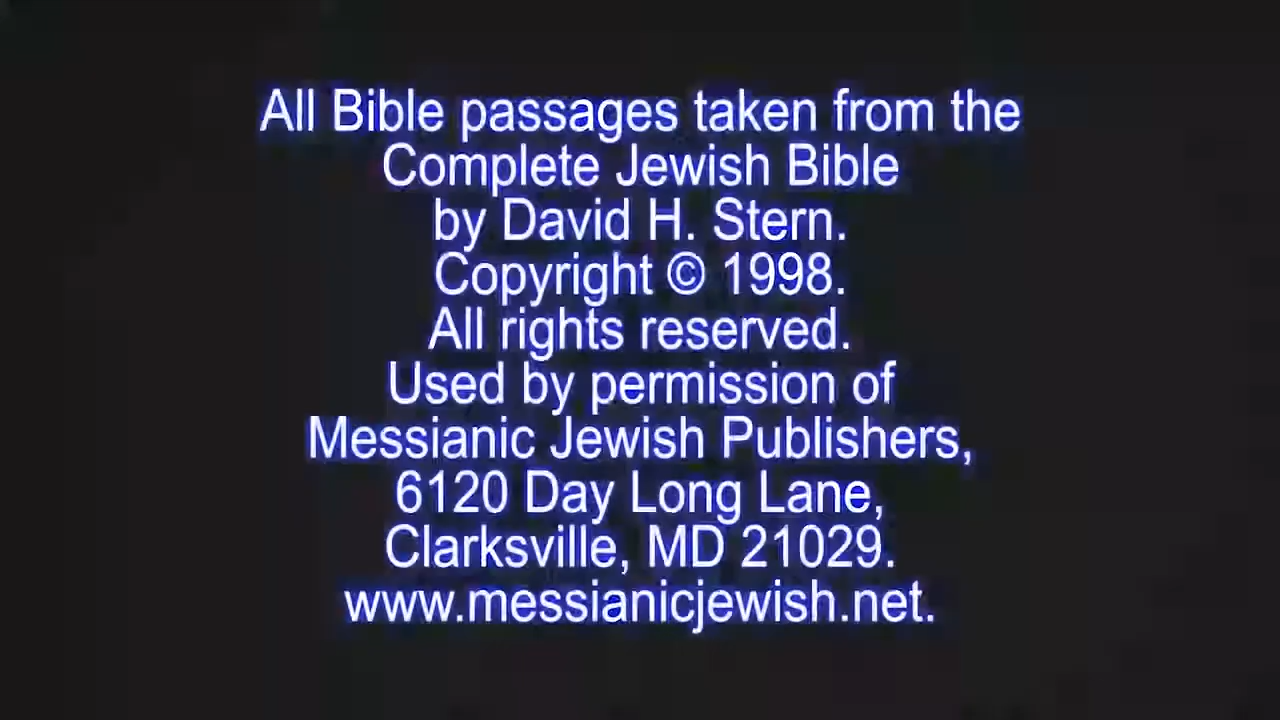 All Bible passages taken from the
Complete Jewish Bible
by David H. Stern.
Copyright © 1998.
All rights reserved.
Used by permission of
Messianic Jewish Publishers,
6120 Day Long Lane,
Clarksville, MD 21029.
www.messianicjewish.net.